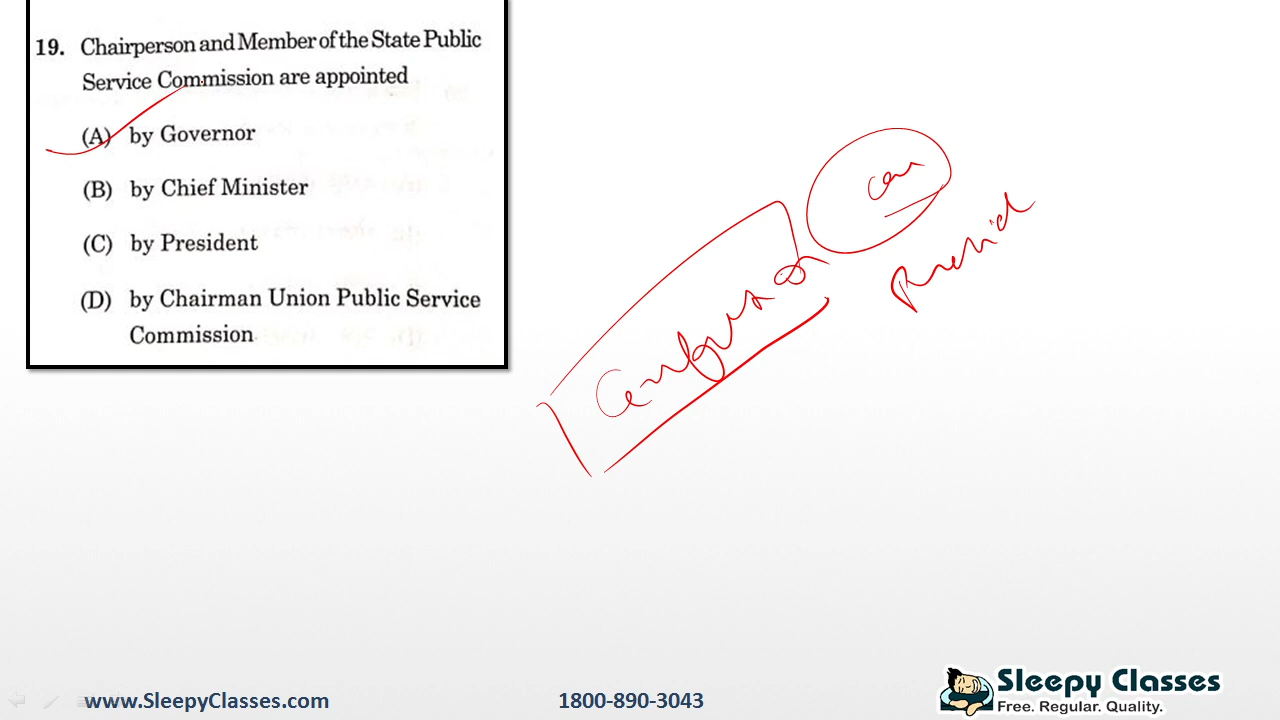 19. Chairperson and Member of the State Public
Service Commission are appointed
(A) by Governor
(B) by Chief Minister
(C) by President
(D) by Chairman Union Public Service
Commission
www.SleepyClasses.com
1800-890-3043
Sleepy Classes
Free. Regular. Quality.